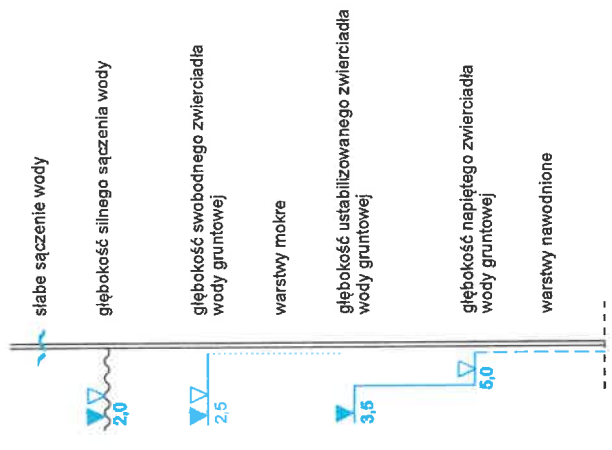 słabe sączenie wody
głębokość silnego sączenia wody
2,0
głębokość swobodnego zwierciadła
wody gruntowej
2,5
warstwy mokre
głębokość ustabilizowanego zwierciadła
wody gruntowej
3,5
głębokość napiętego zwierciadła
wody gruntowej
5,0
warstwy nawodnione